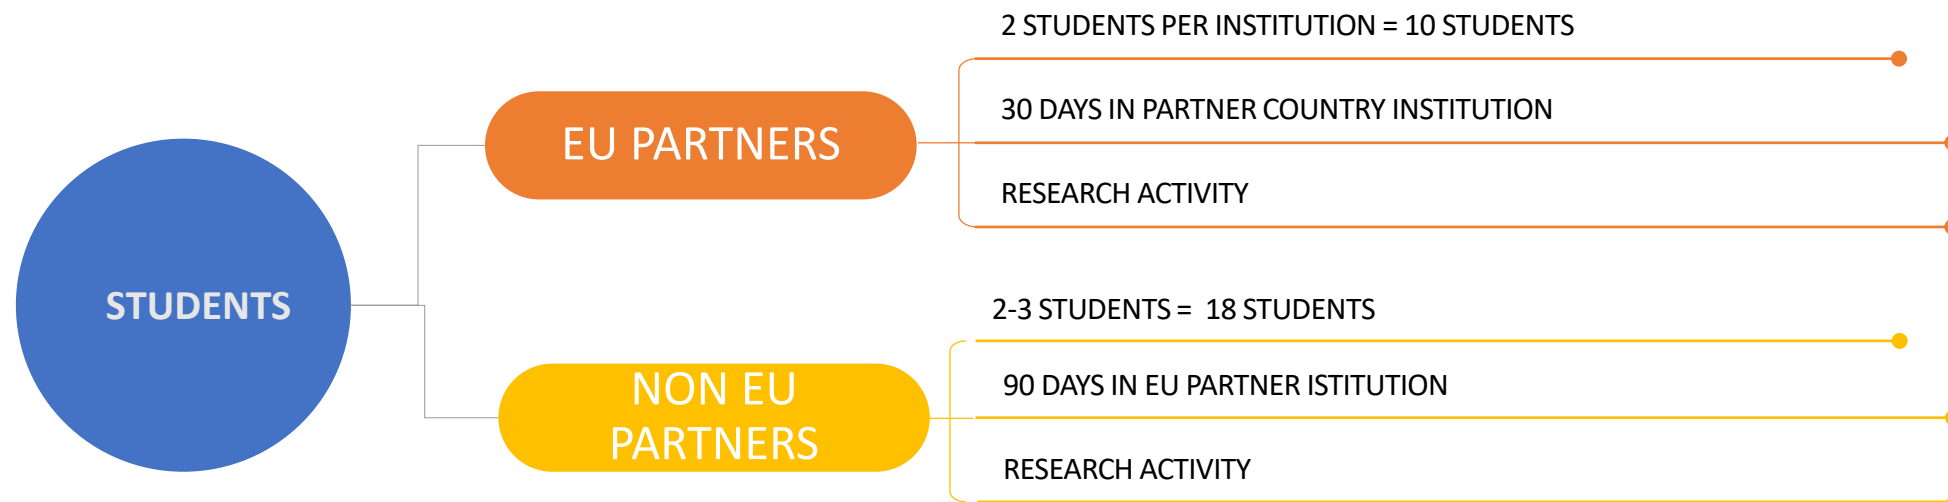 STUDENTS
EU PARTNERS
2 STUDENTS PER INSTITUTION = 10 STUDENTS
30 DAYS IN PARTNER COUNTRY INSTITUTION
RESEARCH ACTIVITY
NON EU
PARTNERS
2-3 STUDENTS = 18 STUDENTS
90 DAYS IN EU PARTNER ISTITUTION
RESEARCH ACTIVITY